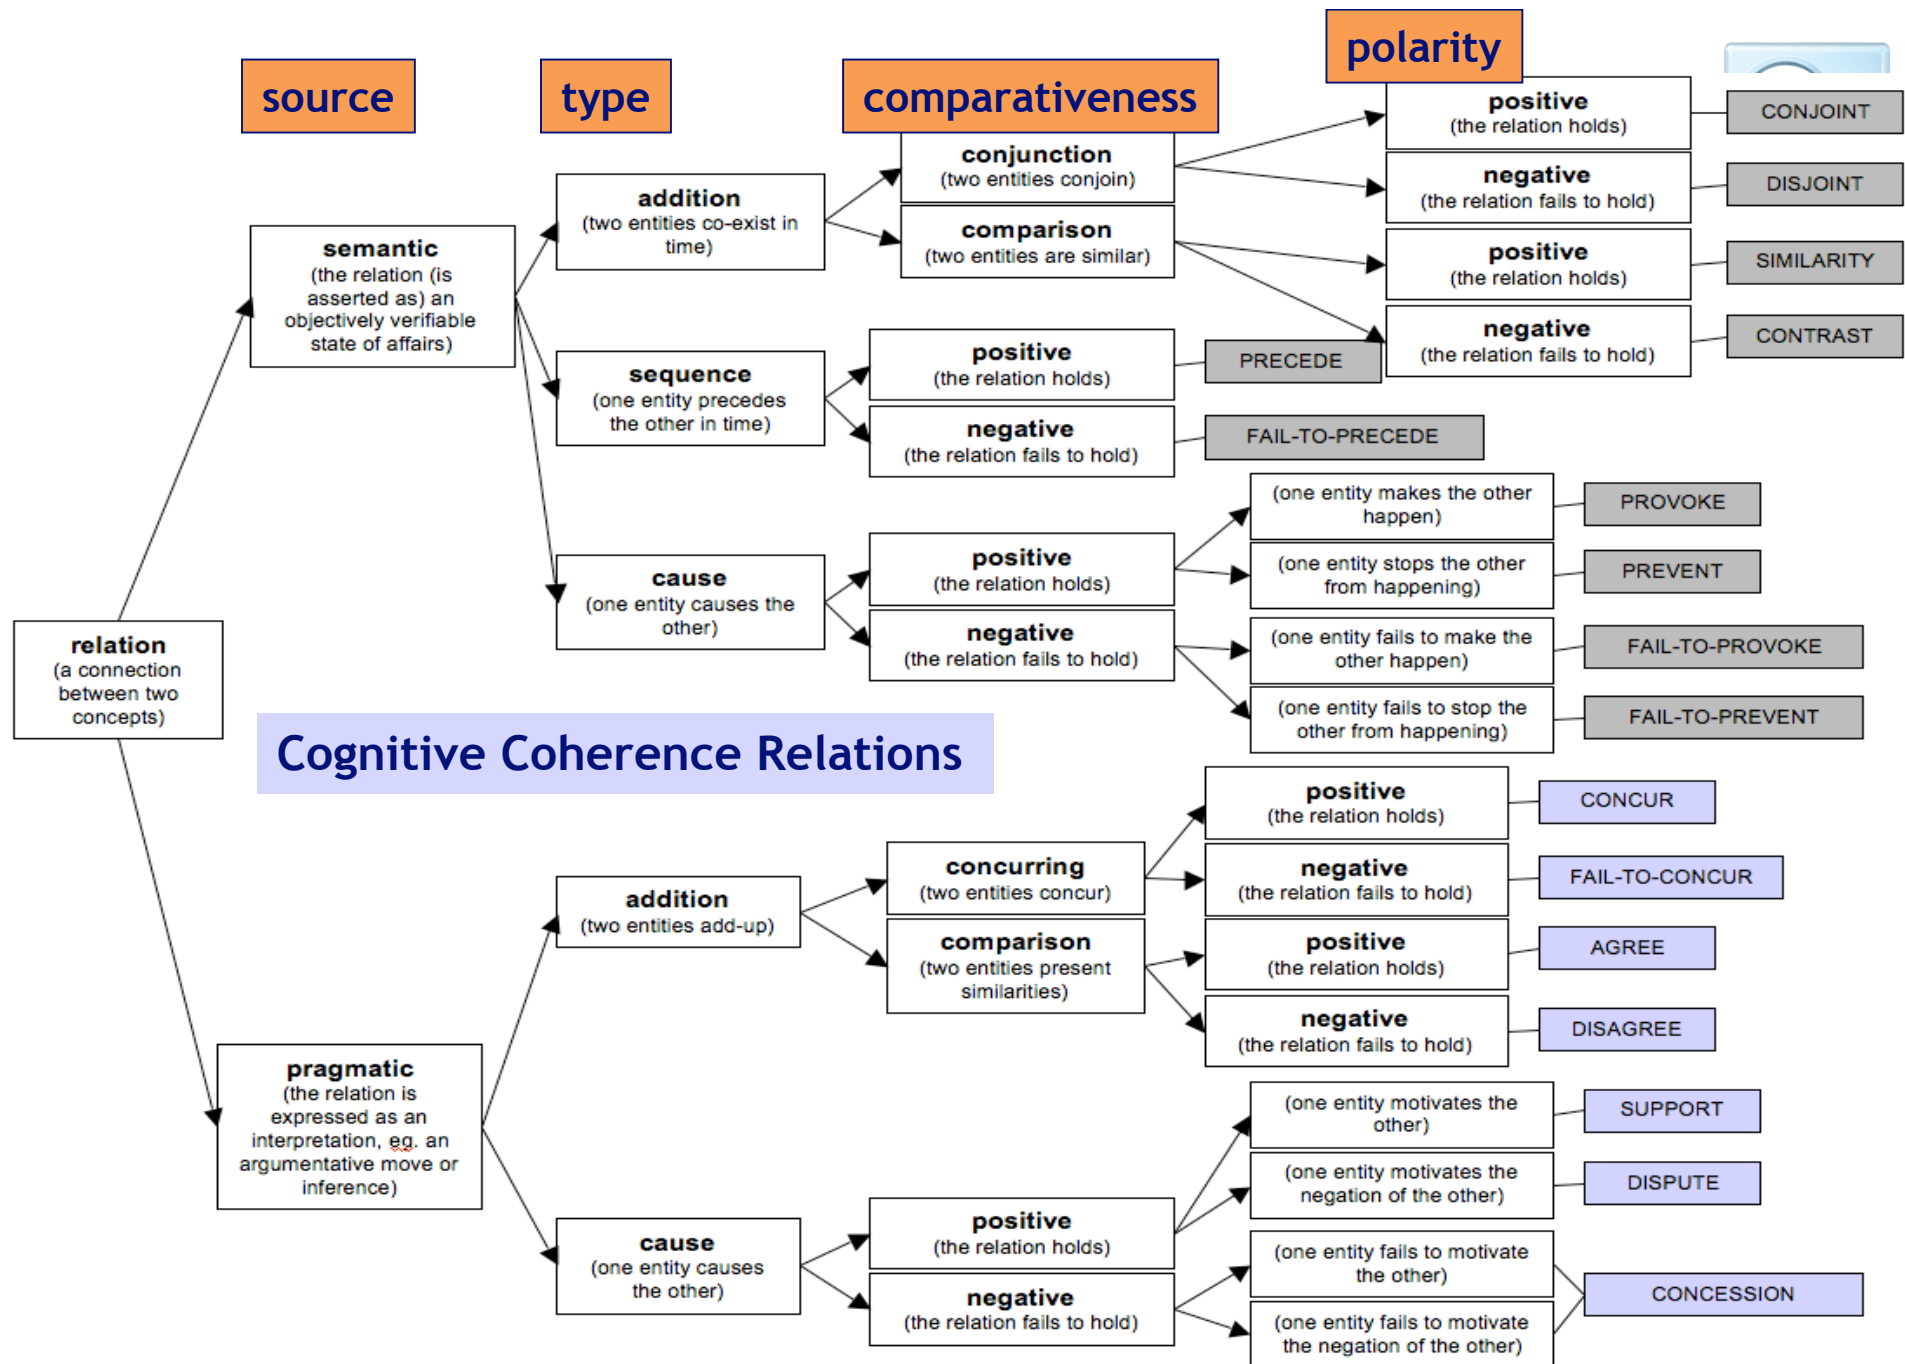 source
type
comparativeness
polarity
relation
(a connection
between two
concepts)
semantic
(the relation (is
asserted as) an
objectively verifiable
state of affairs)
addition
(two entities co-exist in
time)
conjunction
(two entities conjoin)
positive
(the relation holds)
CONJOINT
negative
(the relation fails to hold)
DISJOINT
comparison
(two entities are similar)
positive
(the relation holds)
SIMILARITY
negative
(the relation fails to hold)
CONTRAST
sequence
(one entity precedes
the other in time)
positive
(the relation holds)
PRECEDE
negative
(the relation fails to hold)
FAIL-TO-PRECEDE
cause
(one entity causes the
other)
positive
(the relation holds)
(one entity makes the other
happen)
PROVOKE
(one entity stops the other
from happening)
PREVENT
negative
(the relation fails to hold)
(one entity fails to make the
other happen)
FAIL-TO-PROVOKE
(one entity fails to stop the
other from happening)
FAIL-TO-PREVENT
Cognitive Coherence Relations
pragmatic
(the relation is
expressed as an
interpretation, eg. an
argumentative move or
inference)
addition
(two entities add-up)
concurring
(two entities concur)
positive
(the relation holds)
CONCUR
negative
(the relation fails to hold)
FAIL-TO-CONCUR
comparison
(two entities present
similarities)
positive
(the relation holds)
AGREE
negative
(the relation fails to hold)
DISAGREE
cause
(one entity causes
the other)
positive
(the relation holds)
(one entity motivates the
other)
SUPPORT
(one entity motivates the
negation of the other)
DISPUTE
negative
(the relation fails to hold)
(one entity fails to motivate
the other)
(one entity fails to motivate
the negation of the other)
CONCESSION